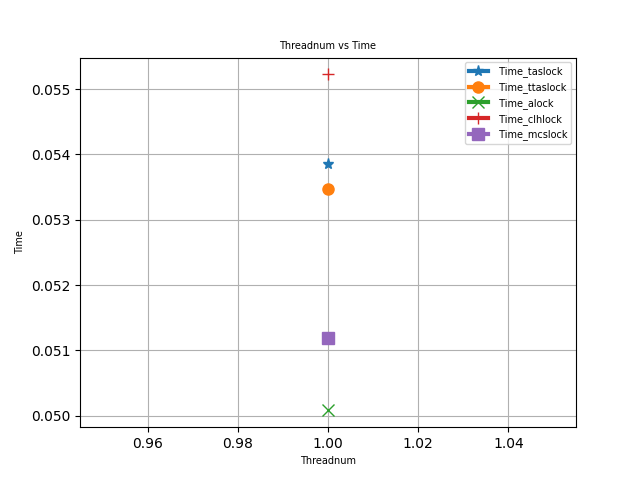 Threadnum vs Time
Time_taslock
Time_ttaslock
Time_alock
Time_clhlock
Time_mcslock
0.055
0.054
0.053
0.052
0.051
0.050
Time
0.96
0.98
1.00
1.02
1.04
Threadnum